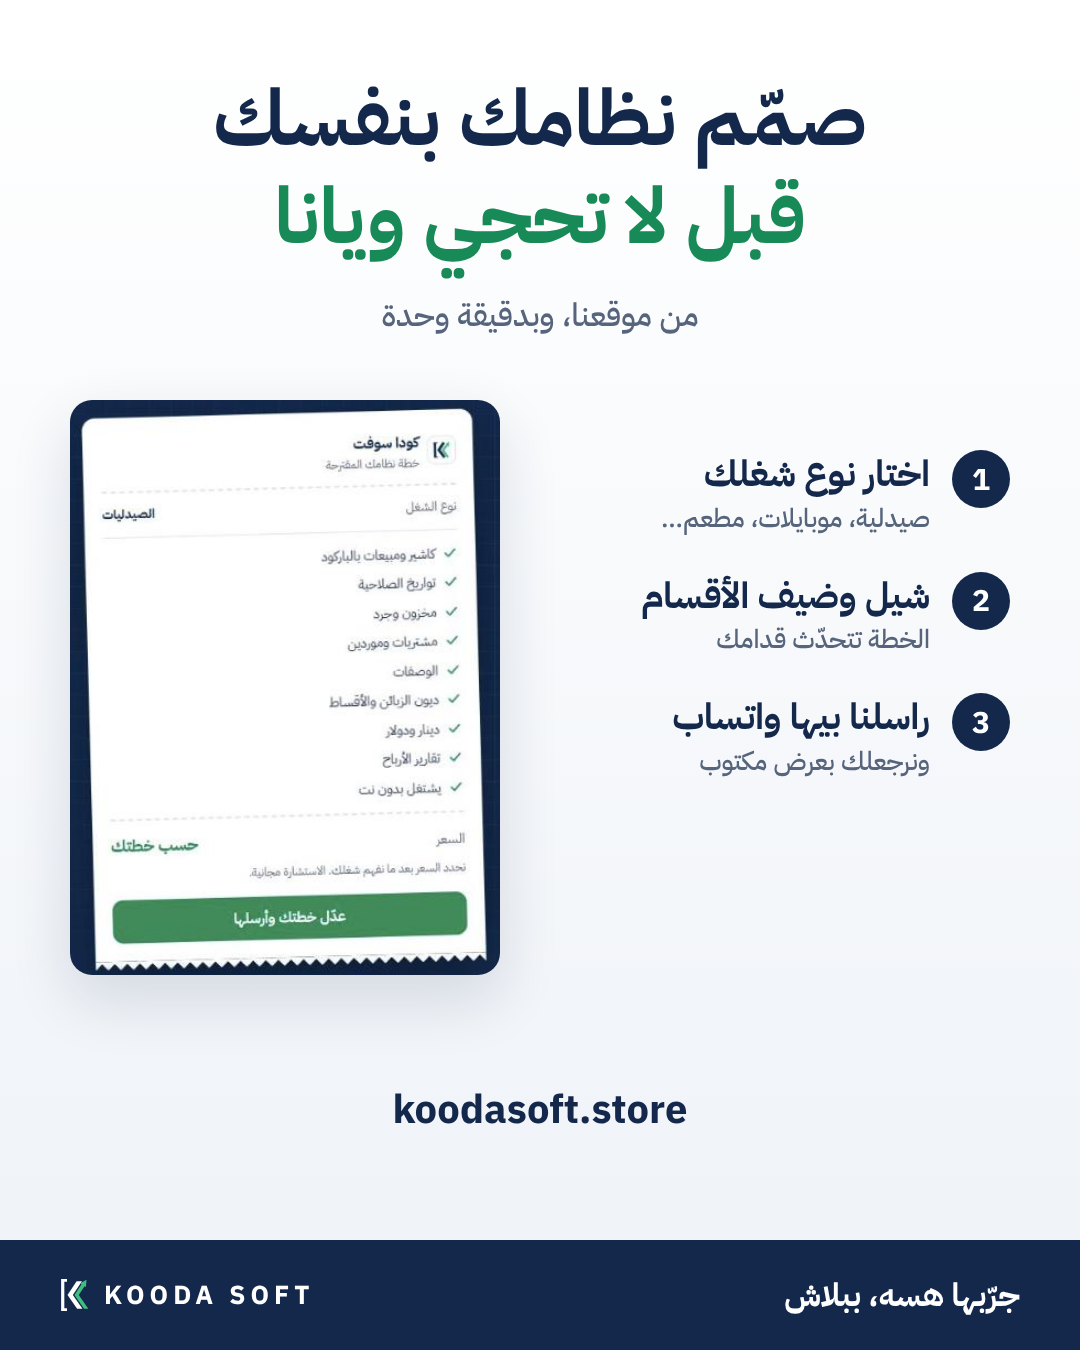 صمّم نظامك بنفسك
قبل لا تحجي ويانا
من موقعنا، وبدقيقة وحدة
1 اختار نوع شغلك
صيدلية، موبايلات، مطعم...
2 شيل وضيف الأقسام
الخطة تتحدّث قدامك
3 راسلنا بيها واتساب
ونرجعلك بعرض مكتوب
كودا سوفت
خطة نظامك المقترحة
نوع الشغل الصيدليات
كاشير ومبيعات بالباركود
تواريخ الصلاحية
مخزون وجرد
مشتريات وموردين
الوصفات
ديون الزبائن والأقساط
دينار ودولار
تقارير الأرباح
يشتغل بدون نت
السعر حسب خطتك
نحدد السعر بعد ما نفهم شغلك. الاستشارة مجانية.
عدّل خطتك وأرسلها
koodasoft.store
جرّبها هسه، ببلاش
KOODA SOFT